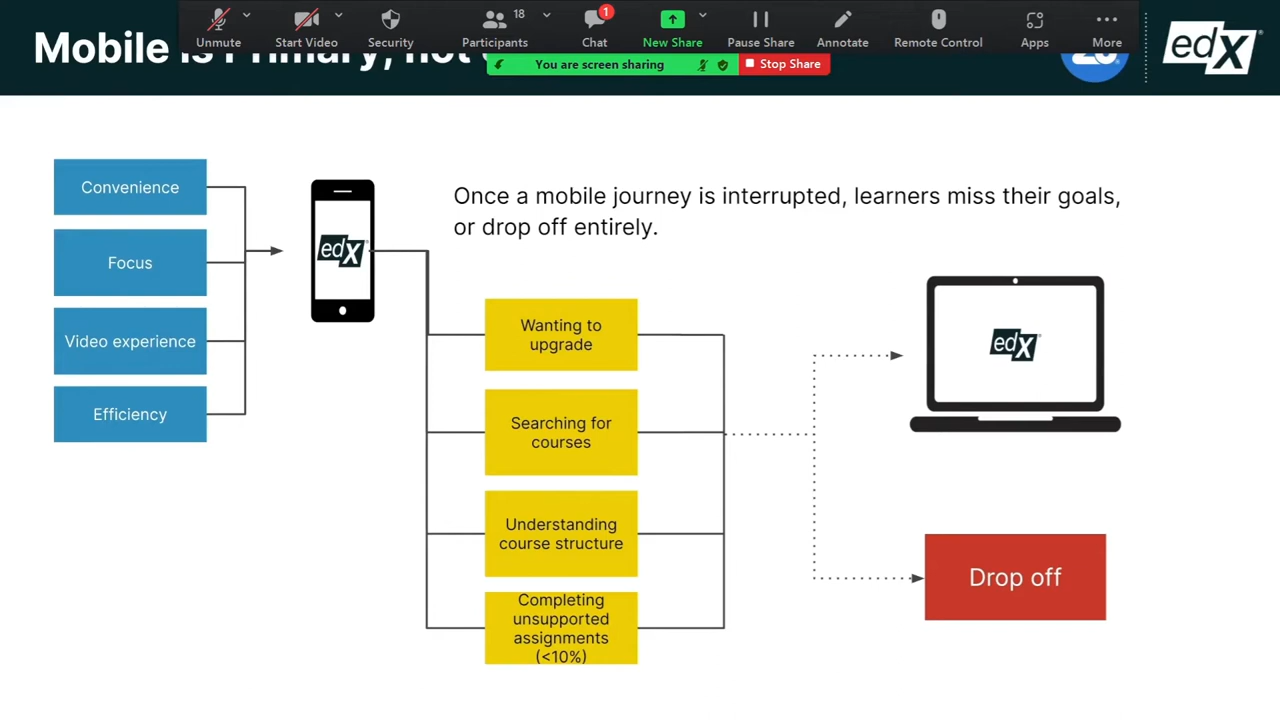 18
1
Unmute
Start Video
Security
Participants
Chat
New Share
Pause Share
Annotate
Remote Control
Apps
More
You are screen sharing
Stop Share
Mobile is Primary, not
edX
Convenience
Focus
Video experience
Efficiency
edX
Once a mobile journey is interrupted, learners miss their goals,
or drop off entirely.
Wanting to
upgrade
Searching for
courses
Understanding
course structure
Completing
unsupported
assignments
(<10%)
edX
Drop off